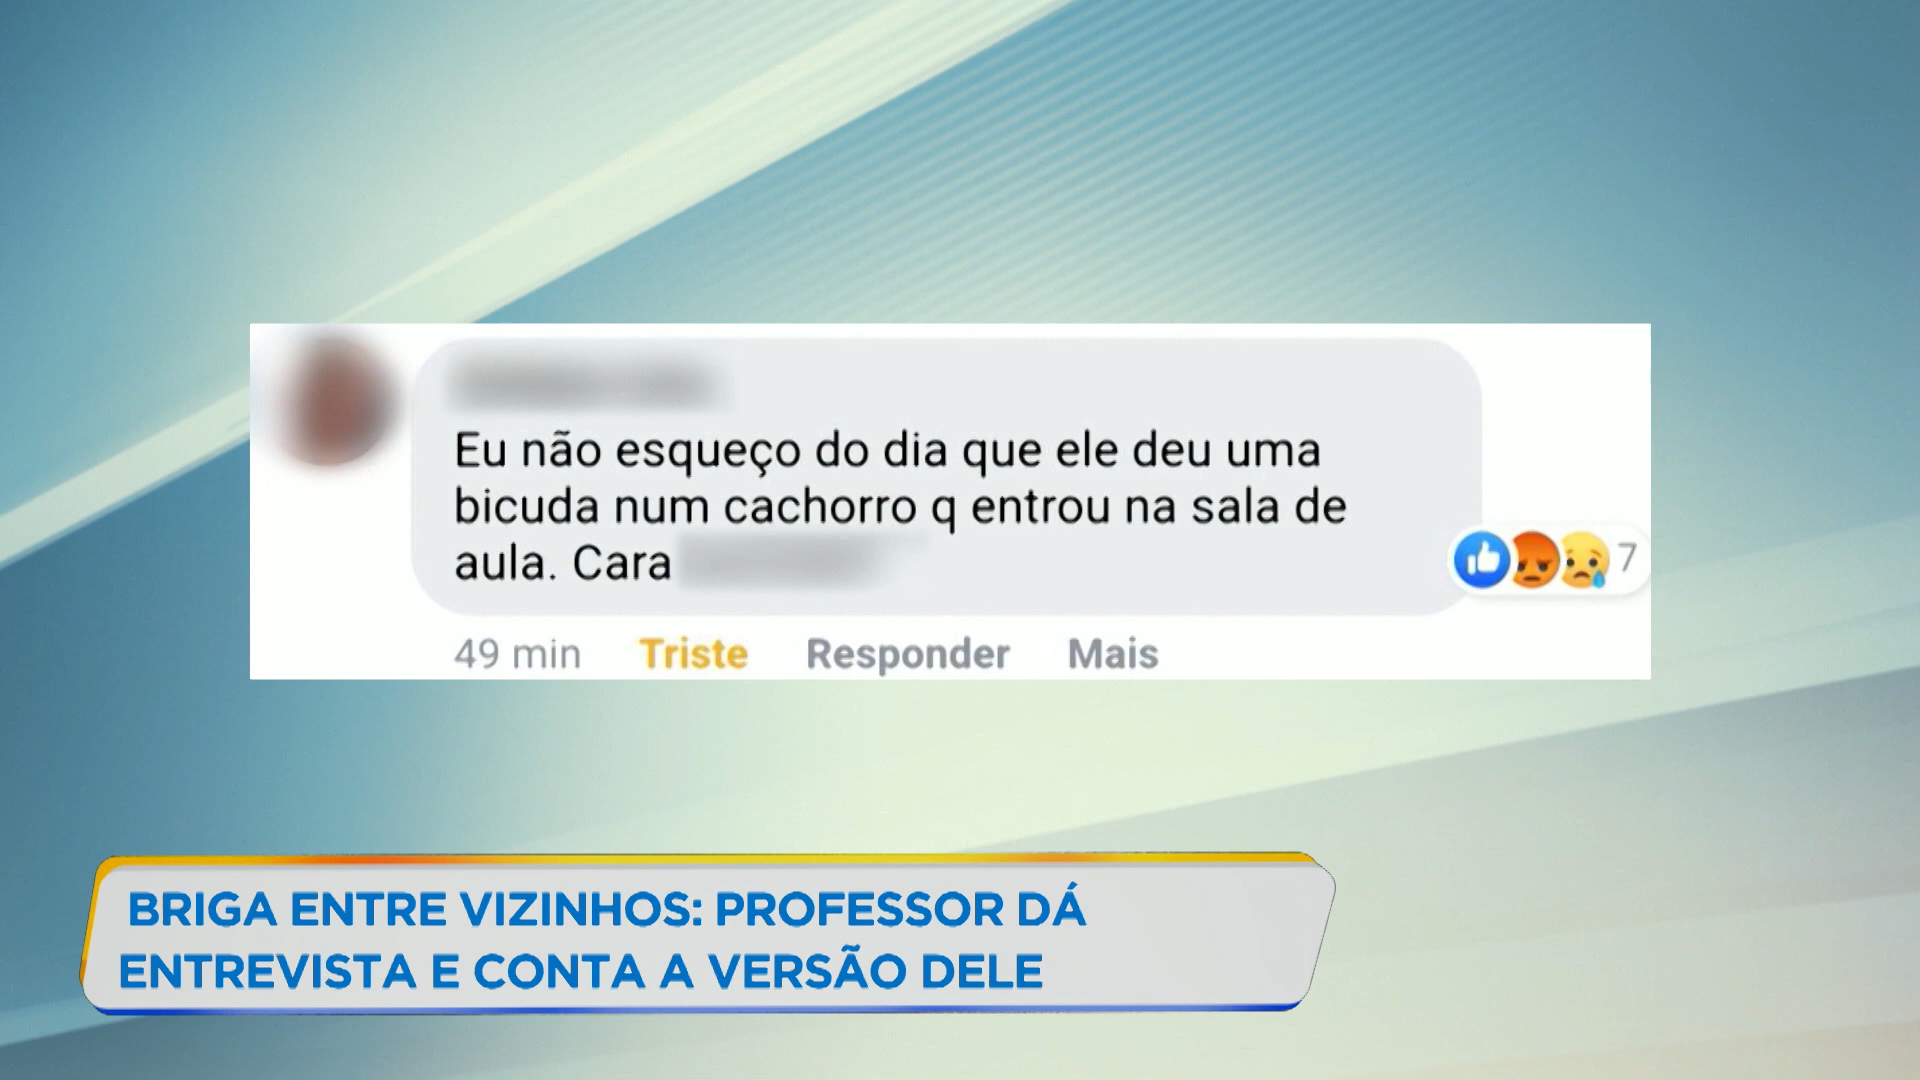 Eu não esqueço do dia que ele deu uma
bicuda num cachorro q entrou na sala de
aula. Cara
7
49 min Triste Responder Mais
BRIGA ENTRE VIZINHOS: PROFESSOR DÁ
ENTREVISTA E CONTA A VERSÃO DELE